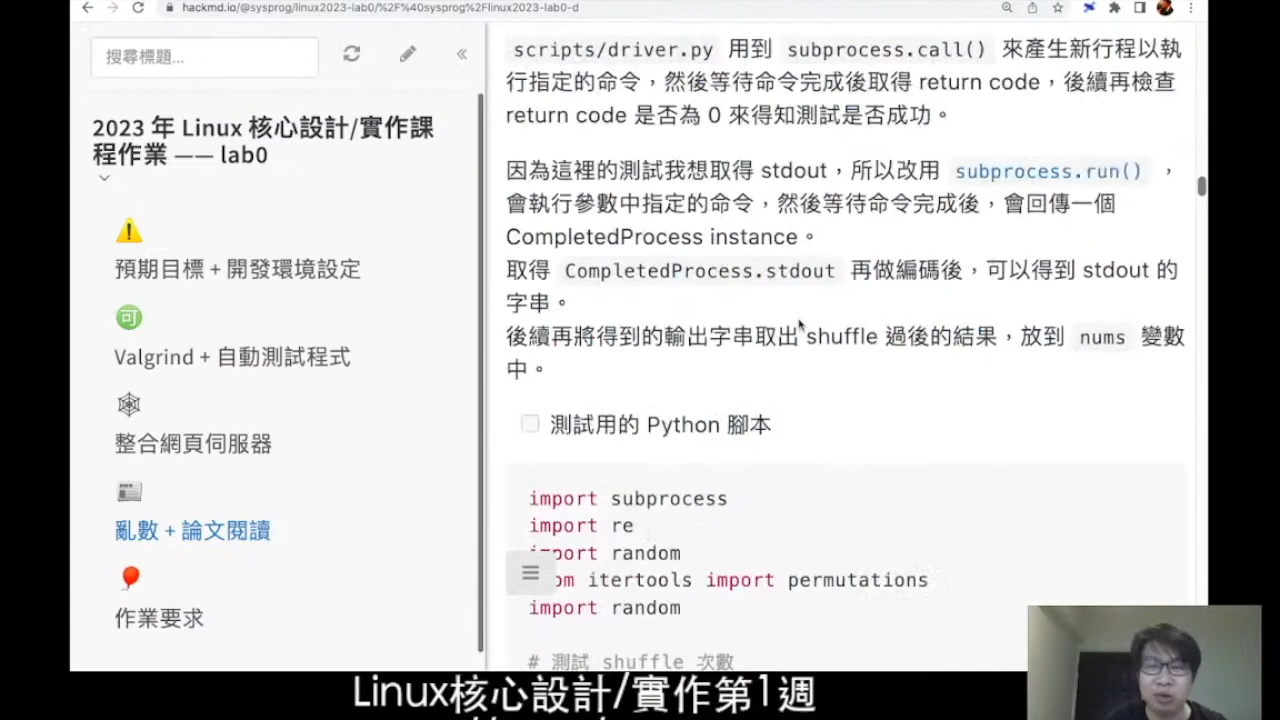 hackmd.io/@sysprog/linux2023-lab0/%2F%40sysprog%2Flinux2023-lab0-d
搜尋標題...
2023 年 Linux 核心設計/實作課
程作業 —— lab0
預期目標 + 開發環境設定
可
Valgrind + 自動測試程式
整合網頁伺服器
亂數 + 論文閱讀
作業要求
scripts/driver.py 用到 subprocess.call() 來產生新行程以執
行指定的命令，然後等待命令完成後取得 return code，後續再檢查
return code 是否為 0 來得知測試是否成功。
因為這裡的測試我想取得 stdout，所以改用 subprocess.run() ，
會執行參數中指定的命令，然後等待命令完成後，會回傳一個
CompletedProcess instance。
取得 CompletedProcess.stdout 再做編碼後，可以得到 stdout 的
字串。
後續再將得到的輸出字串取出 shuffle 過後的結果，放到 nums 變數
中。
測試用的 Python 腳本
import subprocess
import re
import random
itertools import permutations
import random
# 測試 shuffle 次數
Linux核心設計/實作第1週